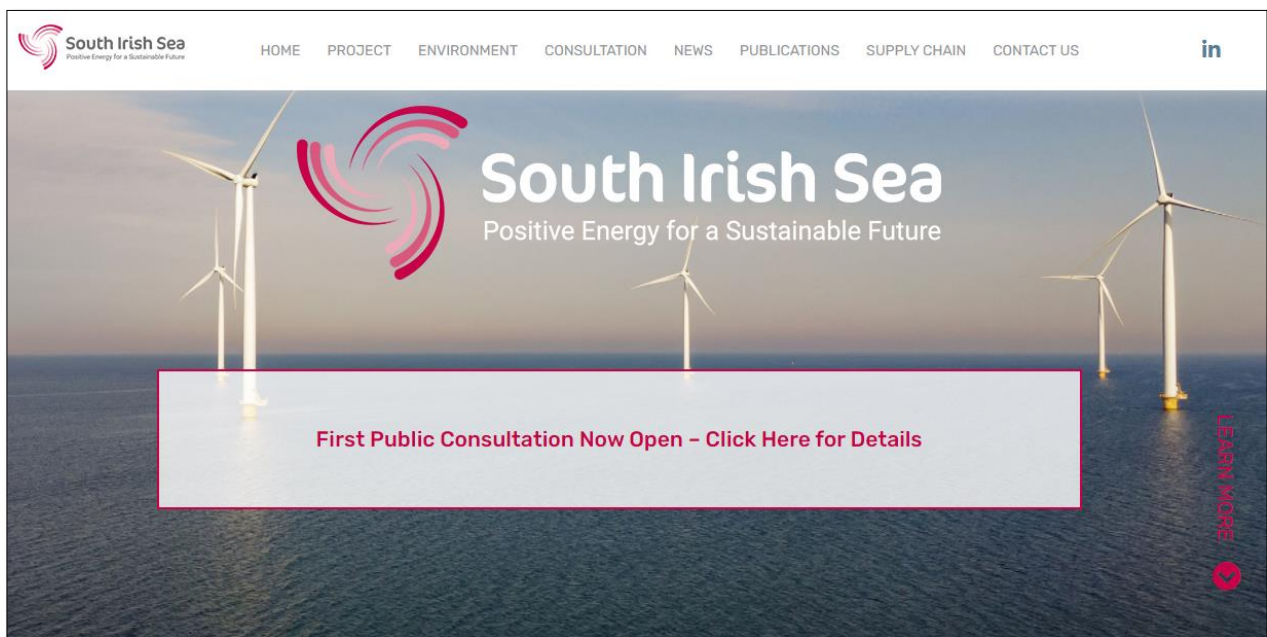 South Irish Sea
Positive Energy for a Sustainable Future
HOME PROJECT ENVIRONMENT CONSULTATION NEWS PUBLICATIONS SUPPLY CHAIN CONTACT US
in
South Irish Sea
Positive Energy for a Sustainable Future
First Public Consultation Now Open – Click Here for Details
LEARN MORE